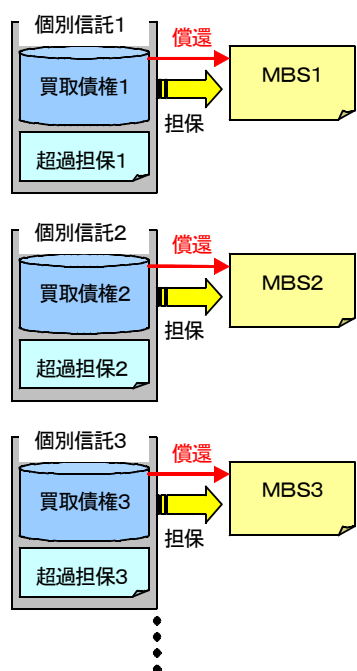 個別信託1
償還
買取債権1
MBS1
担保
超過担保1
個別信託2
償還
買取債権2
MBS2
担保
超過担保2
個別信託3
償還
買取債権3
MBS3
担保
超過担保3